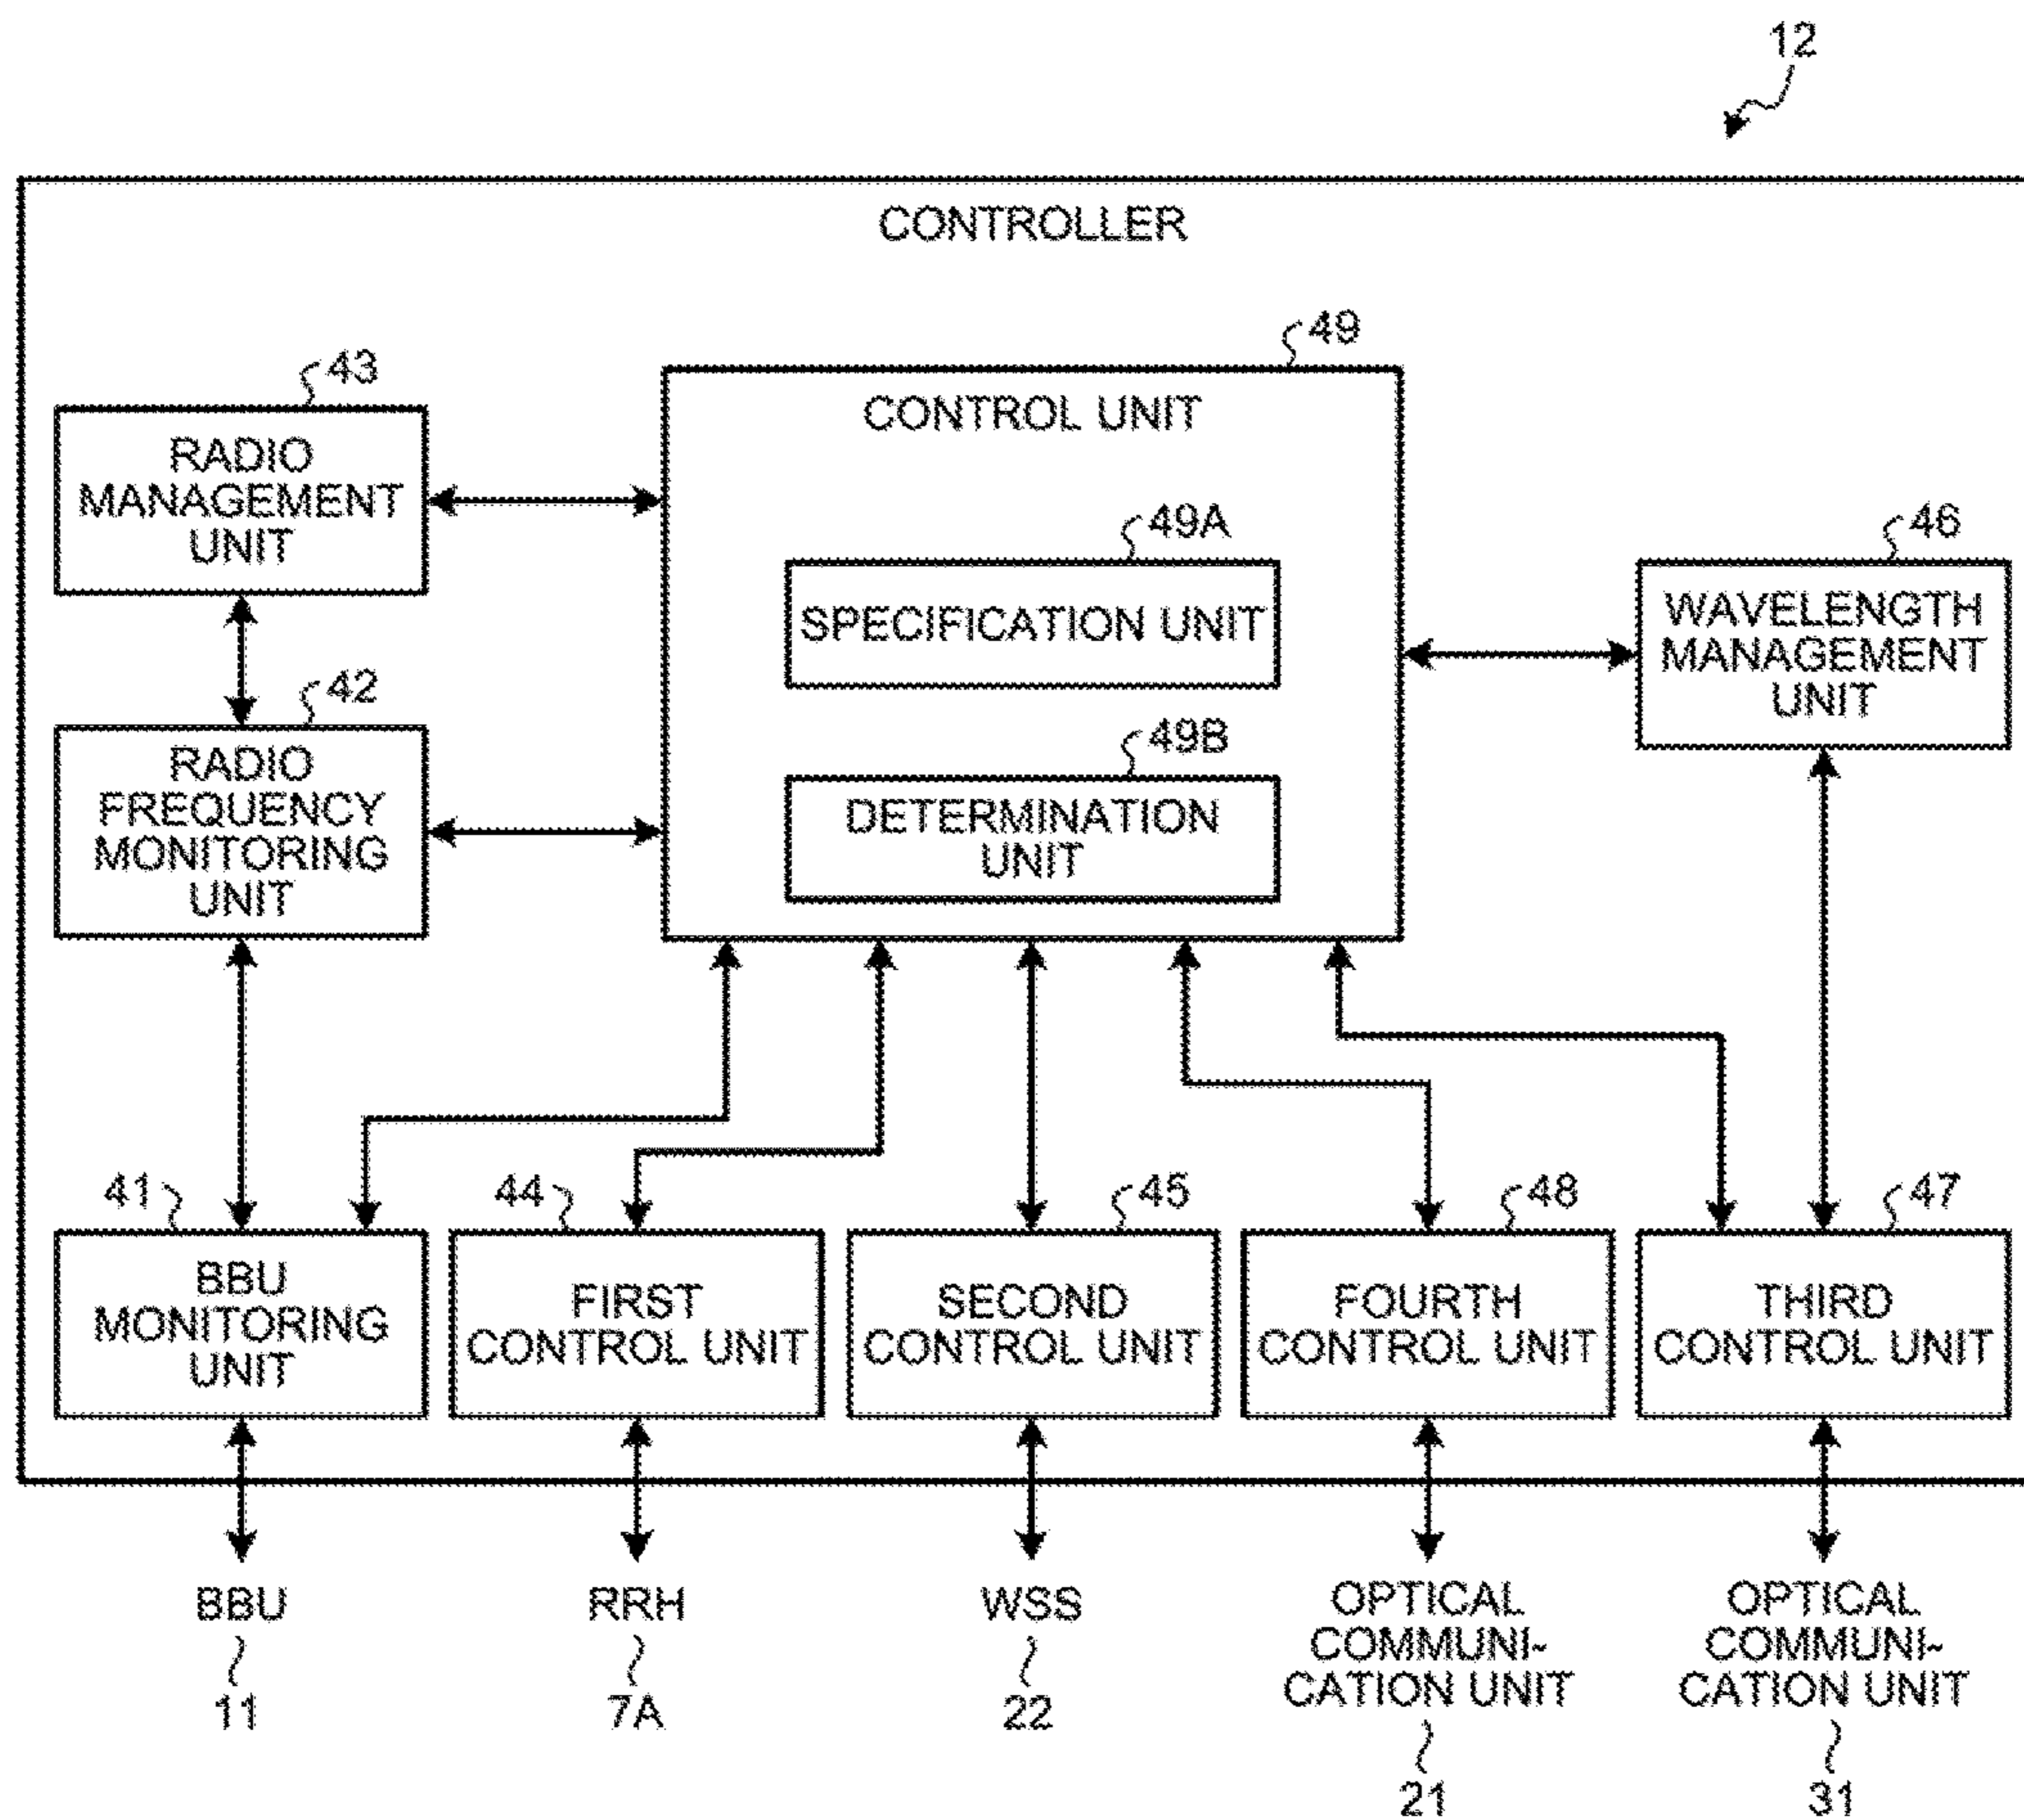 12
CONTROLLER
49
43
CONTROL UNIT
RADIO
MANAGEMENT
UNIT
49A
46
SPECIFICATION UNIT
WAVELENGTH
MANAGEMENT
UNIT
42
49B
RADIO
FREQUENCY
MONITORING
UNIT
DETERMINATION
UNIT
41
44
45
48
47
BBU
MONITORING
UNIT
FIRST
CONTROL UNIT
SECOND
CONTROL UNIT
FOURTH
CONTROL UNIT
THIRD
CONTROL UNIT
BBU
11
RRH
7A
WSS
22
OPTICAL
COMMUNI-
CATION UNIT
21
OPTICAL
COMMUNI-
CATION UNIT
31